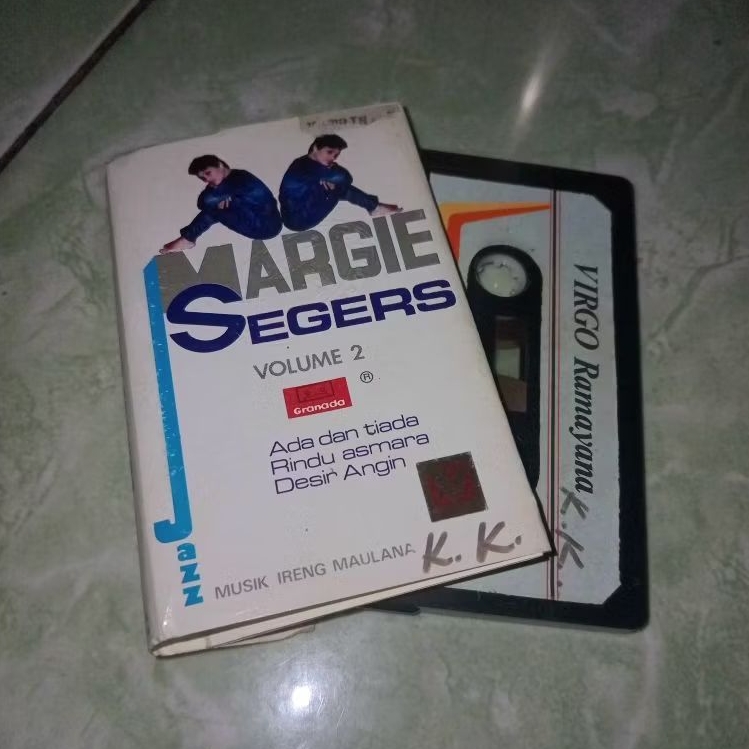 MARGIE
SEGERS
VOLUME 2
®
Granada
Ada dan tiada
Rindu asmara
Desir Angin
Jazz
MUSIK IRENG MAULANA
K. K.
VIRGO Ramayana
K.K.